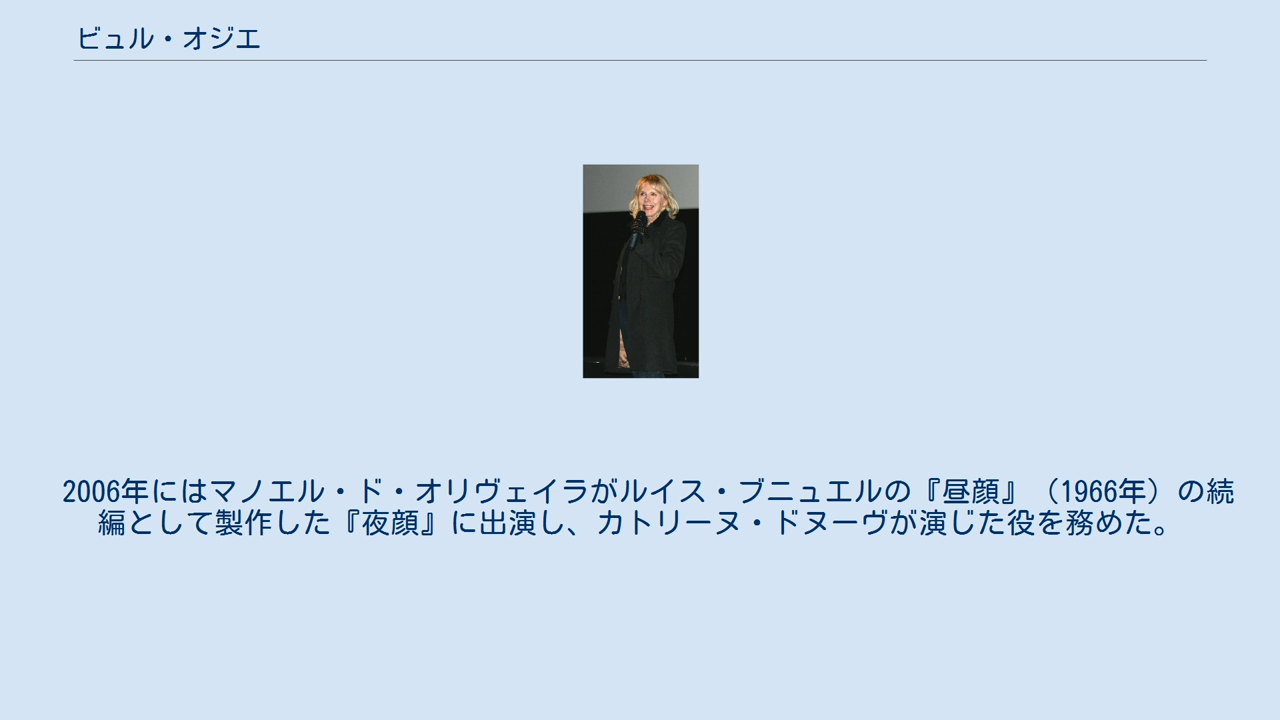 ビュル・オジエ
2006年にはマノエル・ド・オリヴェイラがルイス・ブニュエルの『昼顔』（1966年）の続
編として製作した『夜顔』に出演し、カトリーヌ・ドヌーヴが演じた役を務めた。